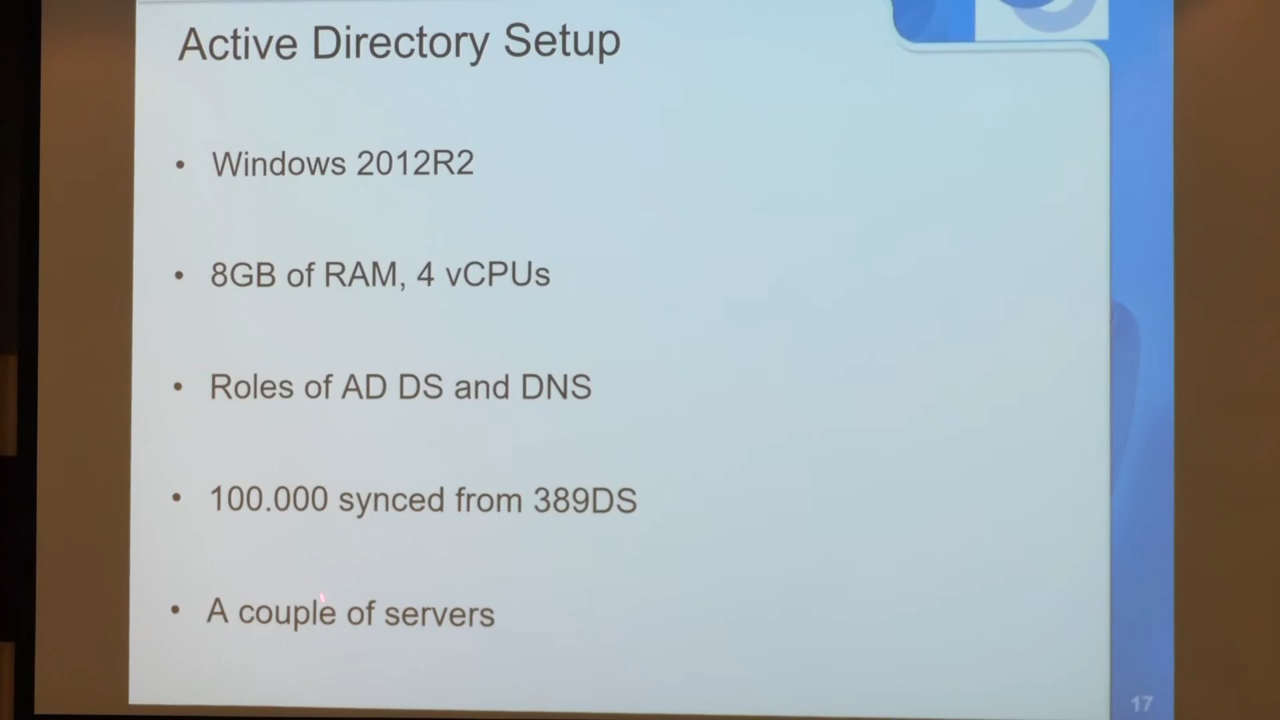 Active Directory Setup
• Windows 2012R2
• 8GB of RAM, 4 vCPUs
• Roles of AD DS and DNS
• 100.000 synced from 389DS
• A couple of servers
17